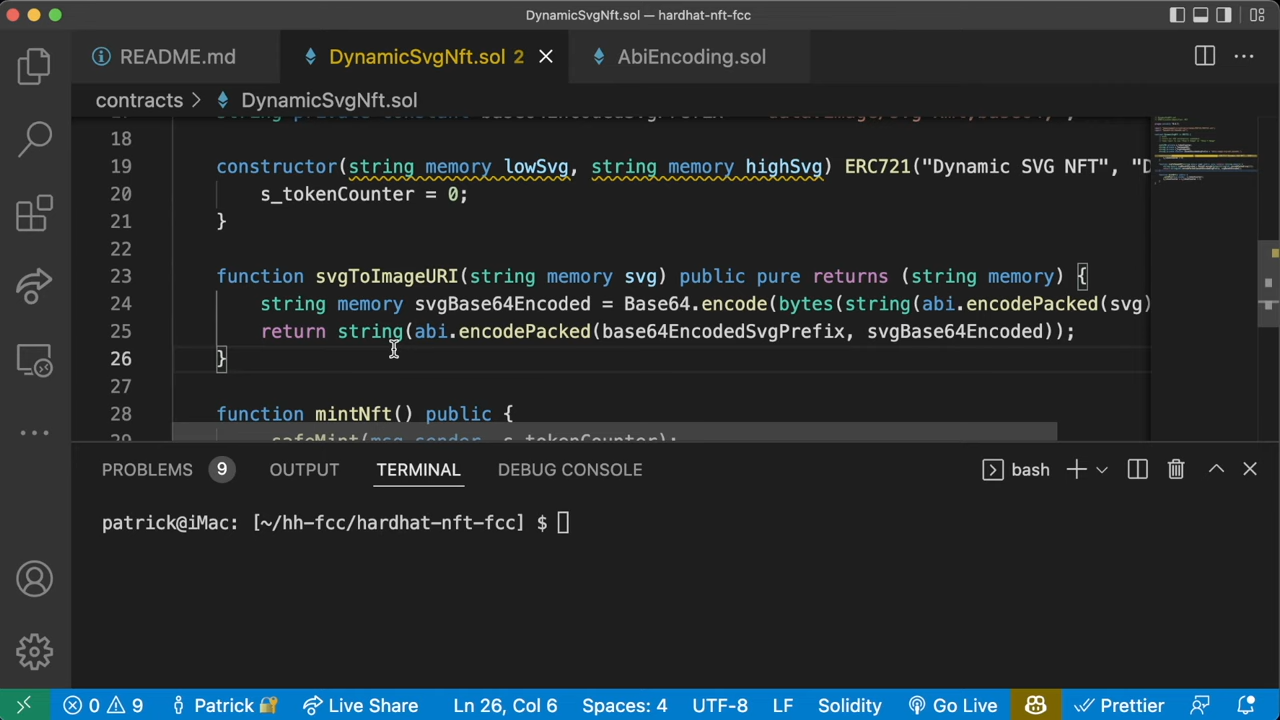 DynamicSvgNft.sol — hardhat-nft-fcc
README.md
DynamicSvgNft.sol 2
AbiEncoding.sol
contracts > DynamicSvgNft.sol
18
19 constructor(string memory lowSvg, string memory highSvg) ERC721("Dynamic SVG NFT", "D
20 s_tokenCounter = 0;
21 }
22
23 function svgToImageURI(string memory svg) public pure returns (string memory) {
24 string memory svgBase64Encoded = Base64.encode(bytes(string(abi.encodePacked(svg)
25 return string(abi.encodePacked(base64EncodedSvgPrefix, svgBase64Encoded));
26 }
27
28 function mintNft() public {
29 _safeMint(msg.sender, s_tokenCounter);
PROBLEMS 9 OUTPUT TERMINAL DEBUG CONSOLE bash
patrick@iMac: [~/hh-fcc/hardhat-nft-fcc] $
0 9 Patrick Live Share Ln 26, Col 6 Spaces: 4 UTF-8 LF Solidity Go Live Prettier